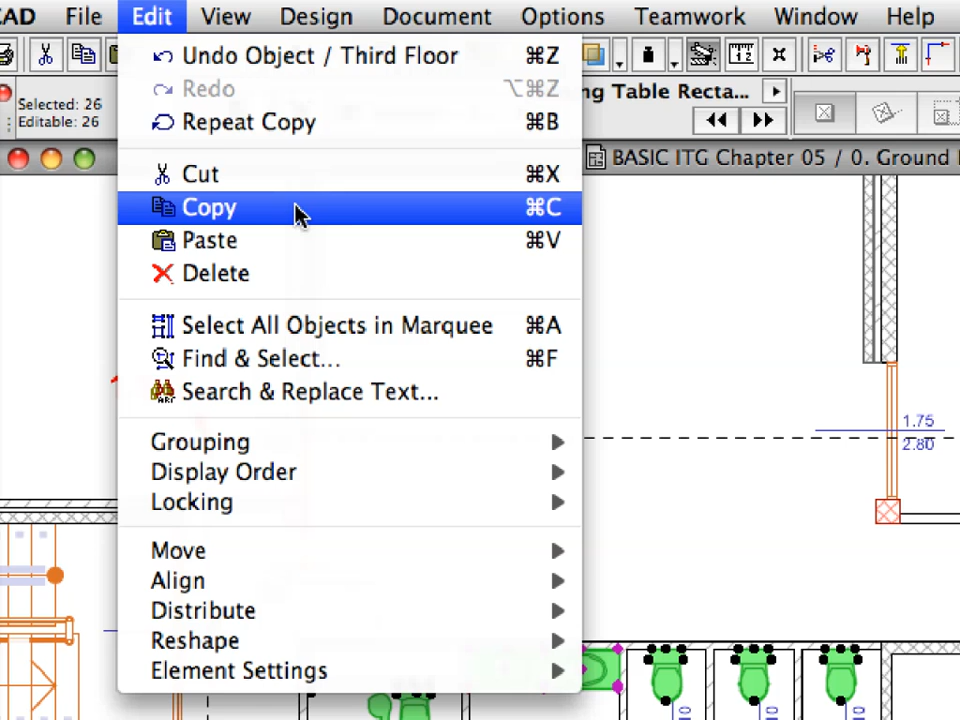 CAD File Edit View Design Document Options Teamwork Window Help
Undo Object / Third Floor ⌘Z
Redo ⌥⌘Z
Repeat Copy ⌘B
Cut ⌘X
Copy ⌘C
Paste ⌘V
Delete
Select All Objects in Marquee ⌘A
Find & Select...
⌘F
Search & Replace Text...
Grouping
Display Order
Locking
Move
Align
Distribute
Reshape
Element Settings
Selected: 26
Editable: 26
ng Table Recta...
BASIC ITG Chapter 05 / 0. Ground
1.75
2.80